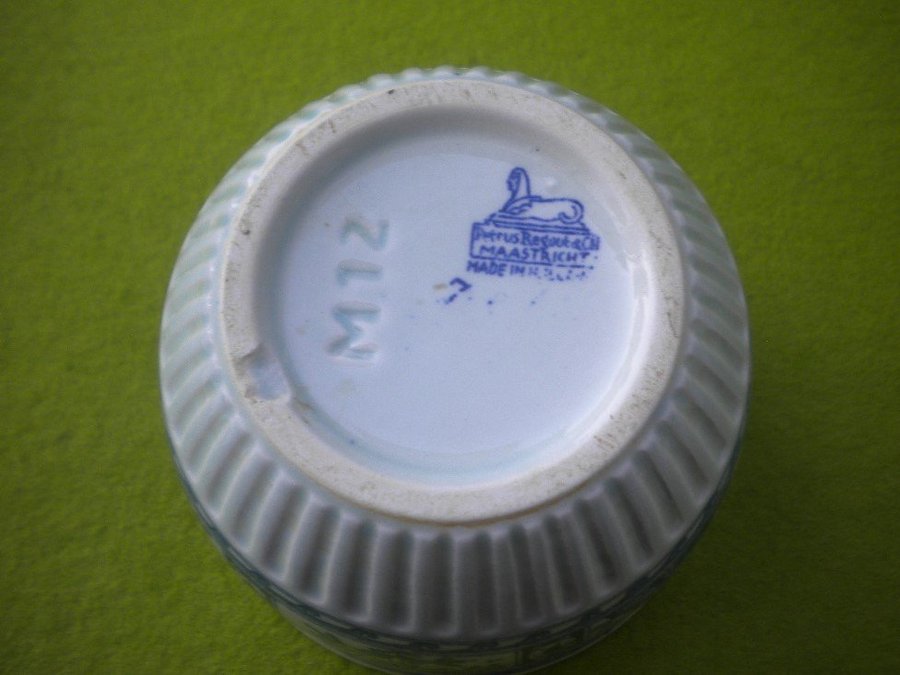 M12
Petrus Regout & Co
MAASTRICHT
MADE IN